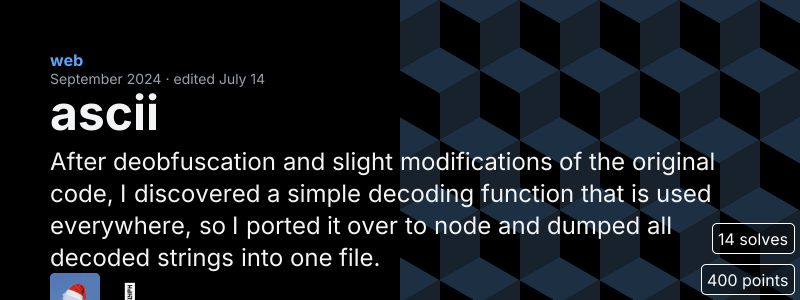 web
September 2024 · edited July 14
ascii
After deobfuscation and slight modifications of the original
code, I discovered a simple decoding function that is used
everywhere, so I ported it over to node and dumped all
decoded strings into one file.
14 solves
400 points